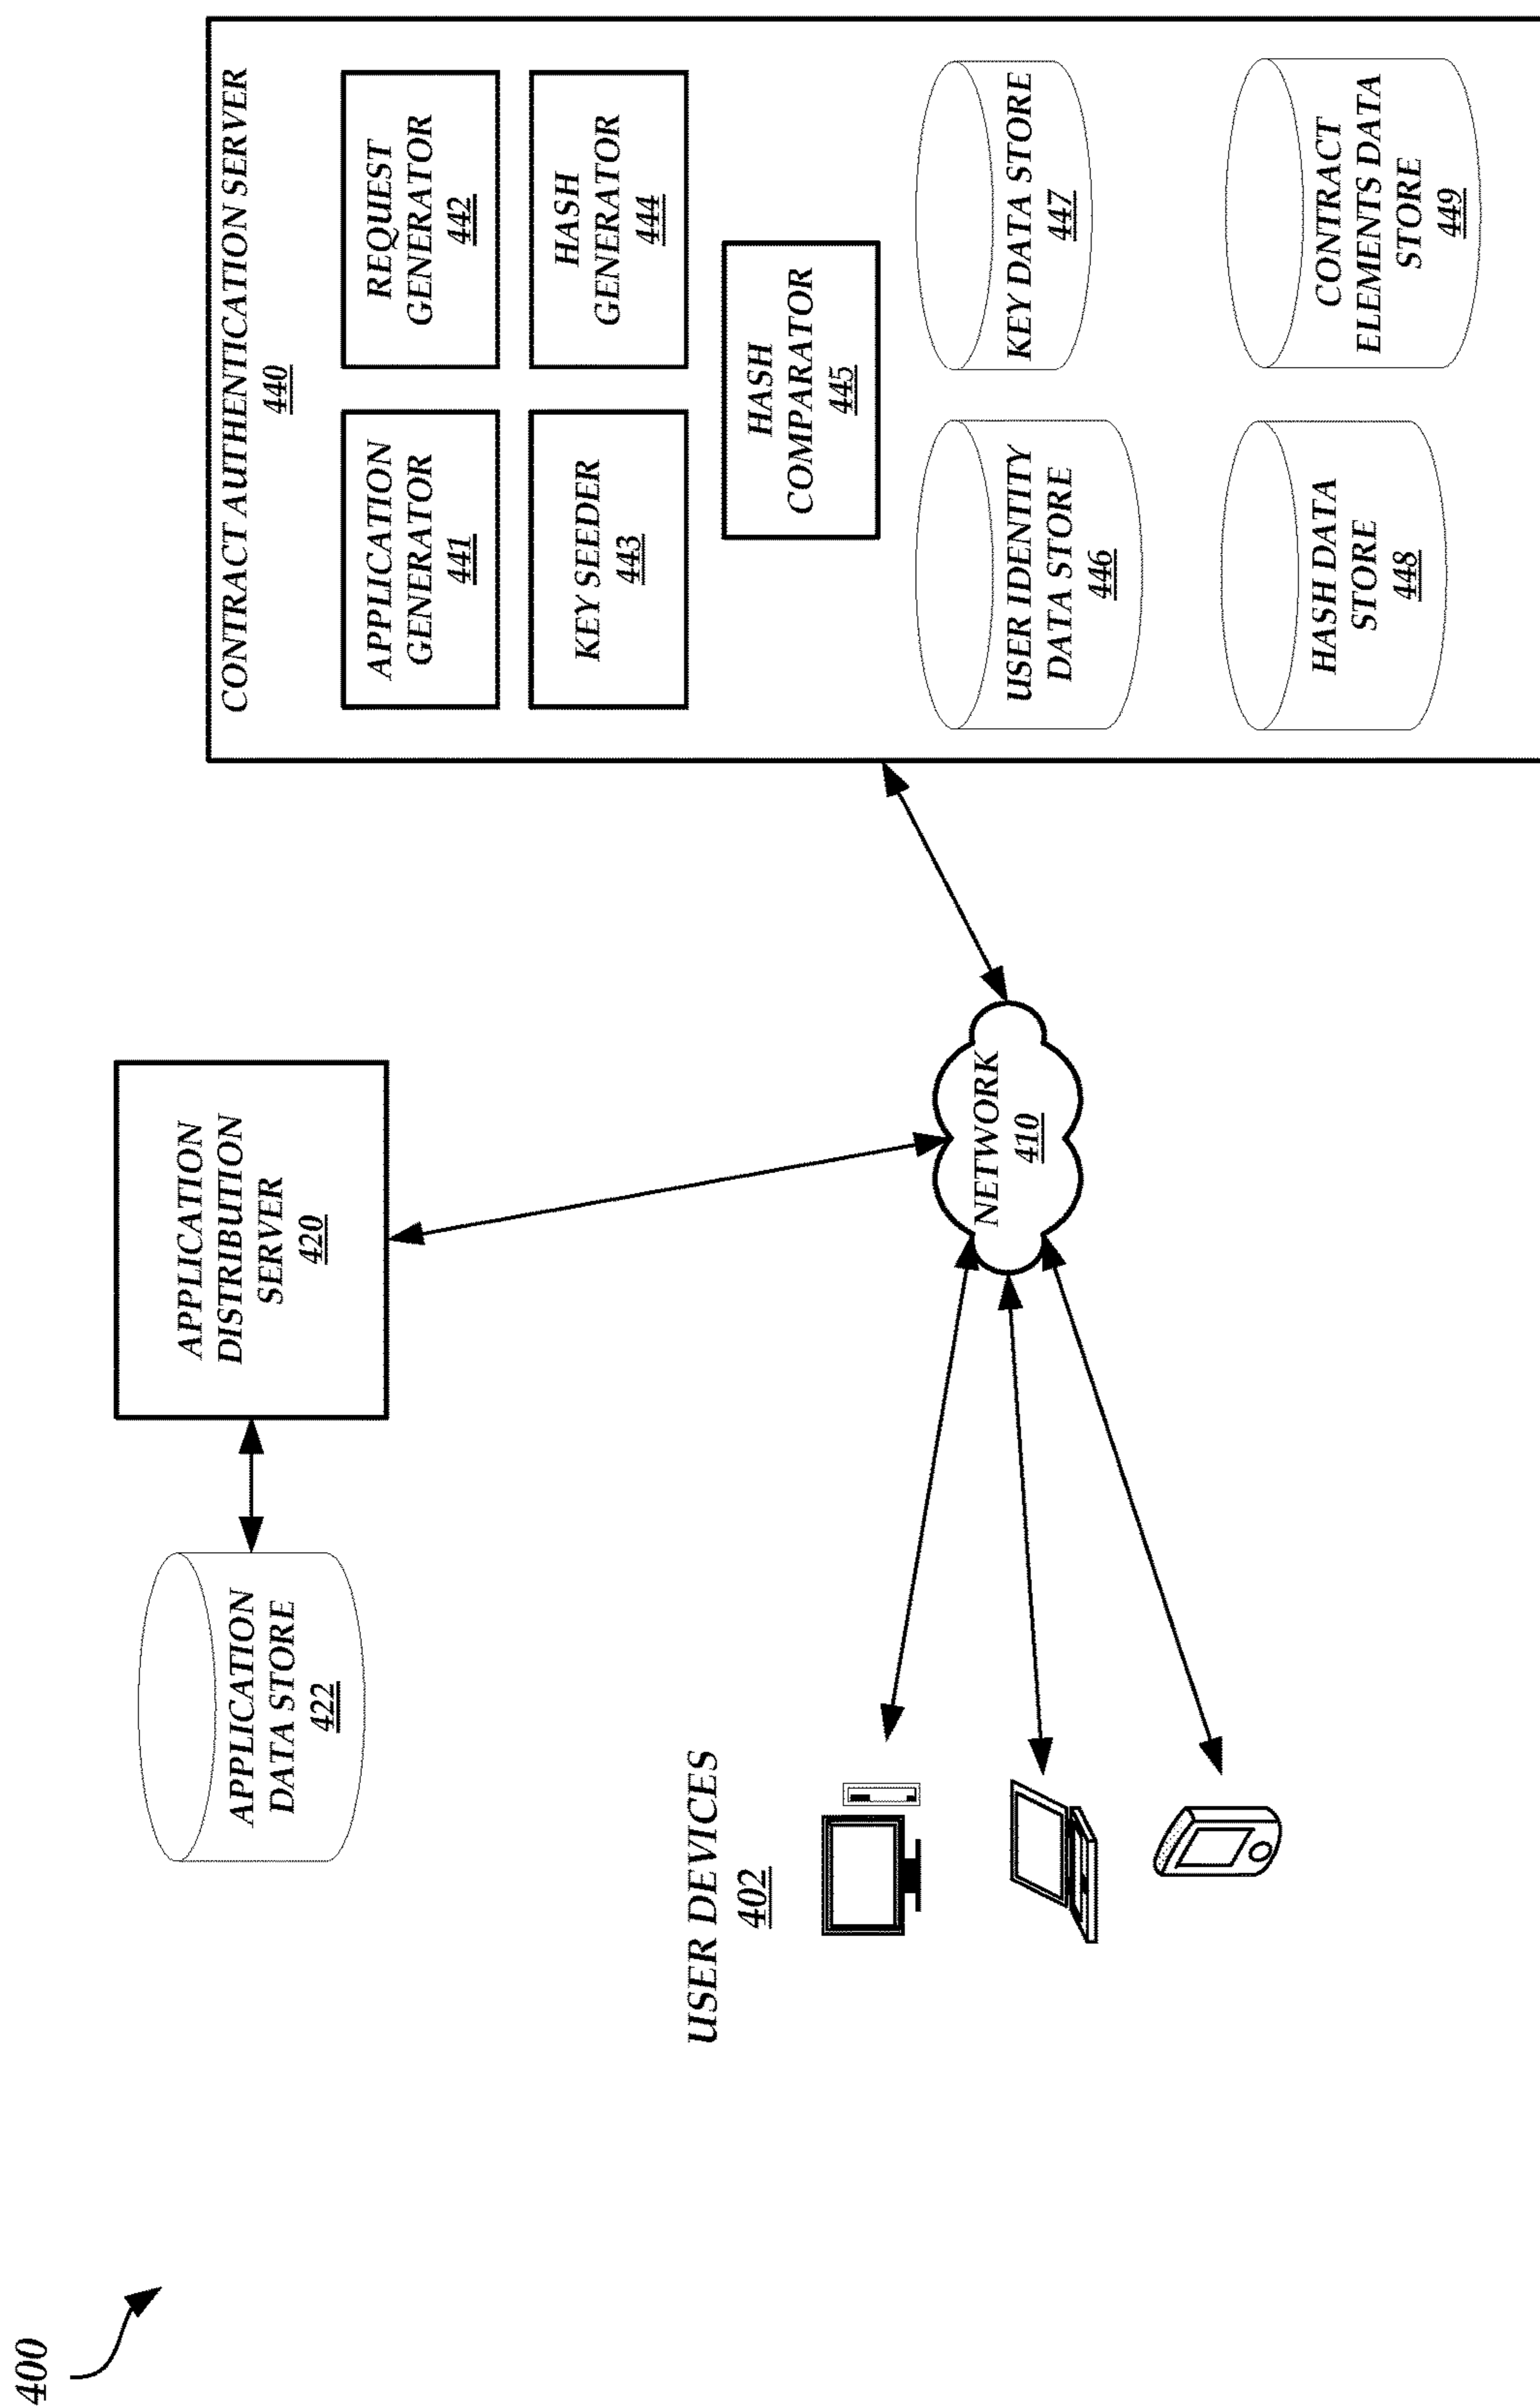 400
APPLICATION
DATA STORE
422
APPLICATION
DISTRIBUTION
SERVER
420
USER DEVICES
402
NETWORK
410
CONTRACT AUTHENTICATION SERVER
440
APPLICATION
GENERATOR
441
REQUEST
GENERATOR
442
KEY SEEDER
443
HASH
GENERATOR
444
HASH
COMPARATOR
445
USER IDENTITY
DATA STORE
446
KEY DATA STORE
447
HASH DATA
STORE
448
CONTRACT
ELEMENTS DATA
STORE
449